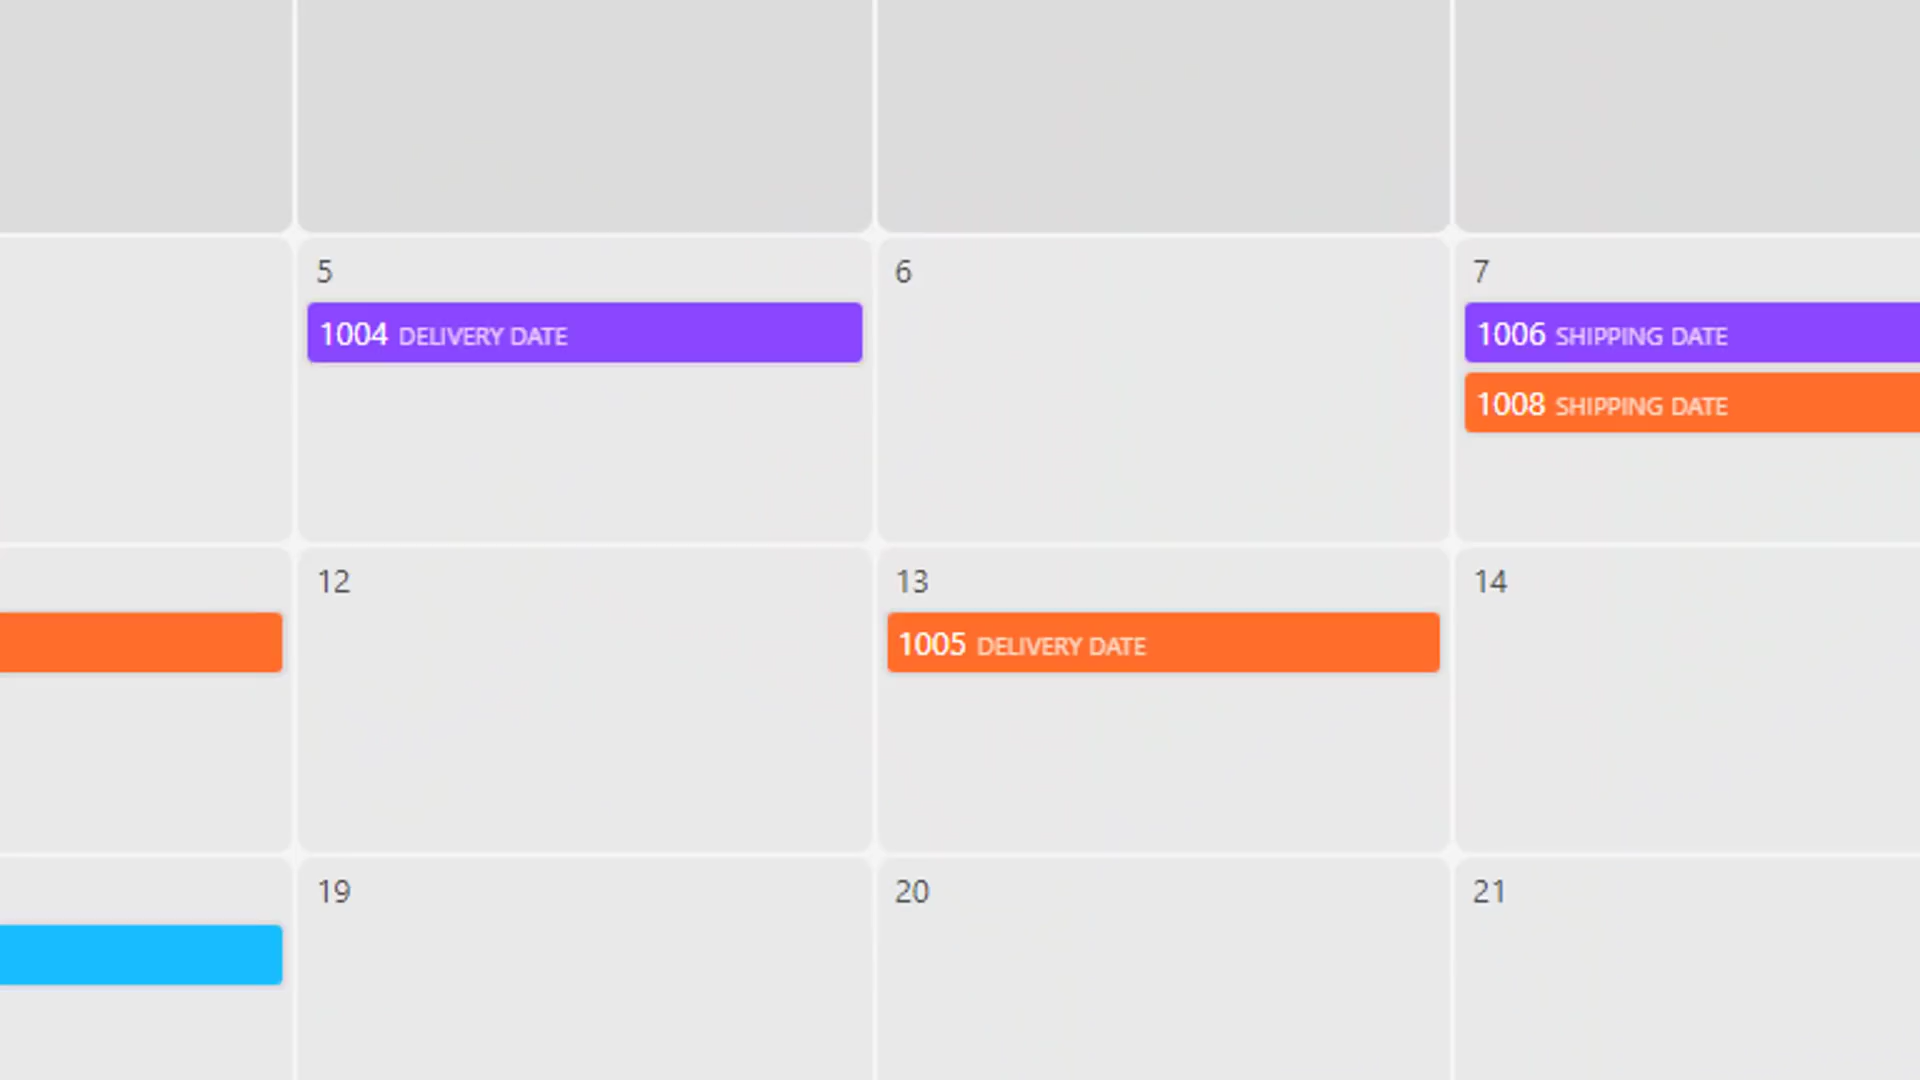 5
6
7
1004 DELIVERY DATE
1006 SHIPPING DATE
1008 SHIPPING DATE
12
13
14
1005 DELIVERY DATE
19
20
21